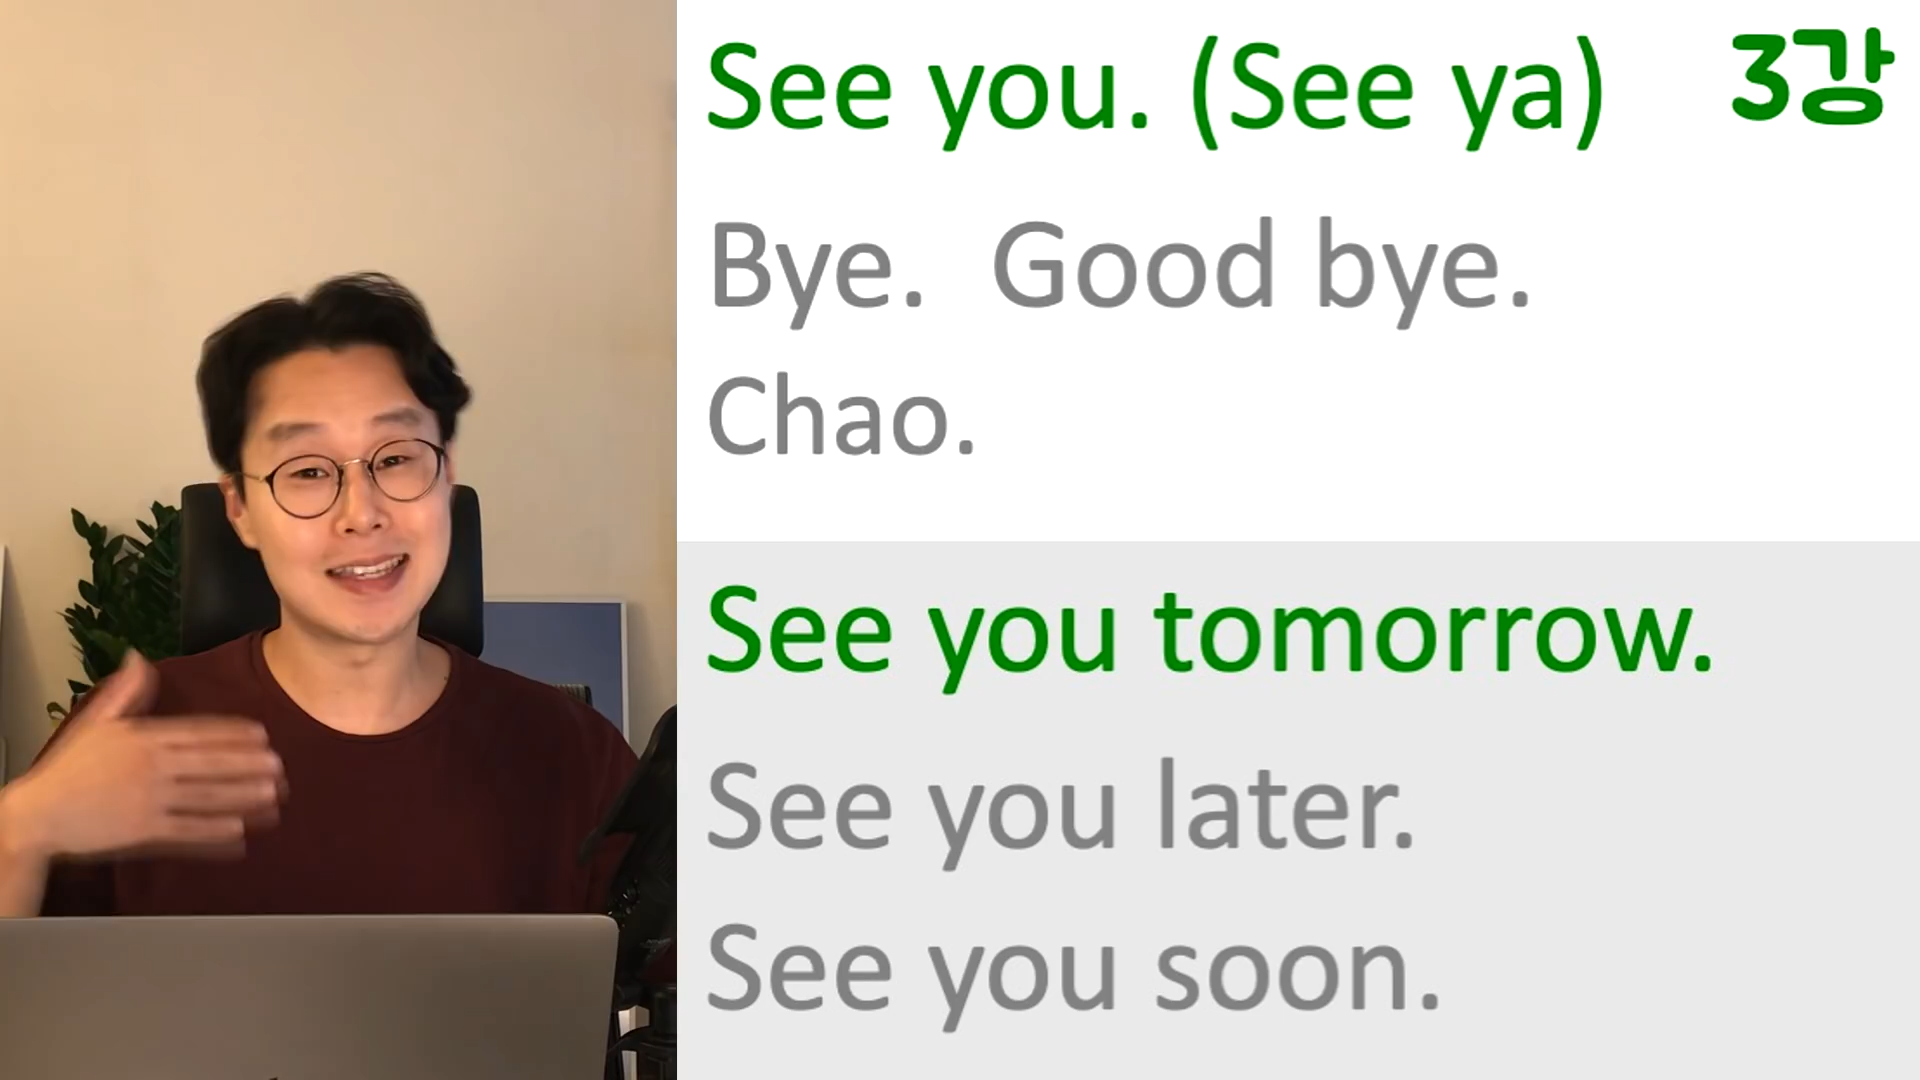 See you. (See ya) 3강
Bye. Good bye.
Chao.
See you tomorrow.
See you later.
See you soon.